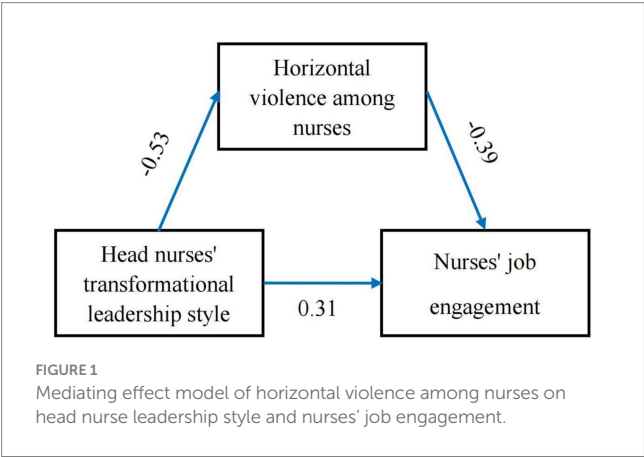 Horizontal
violence among
nurses
-0.53
-0.39
Head nurses'
transformational
leadership style
0.31
Nurses' job
engagement
FIGURE 1
Mediating effect model of horizontal violence among nurses on
head nurse leadership style and nurses’ job engagement.